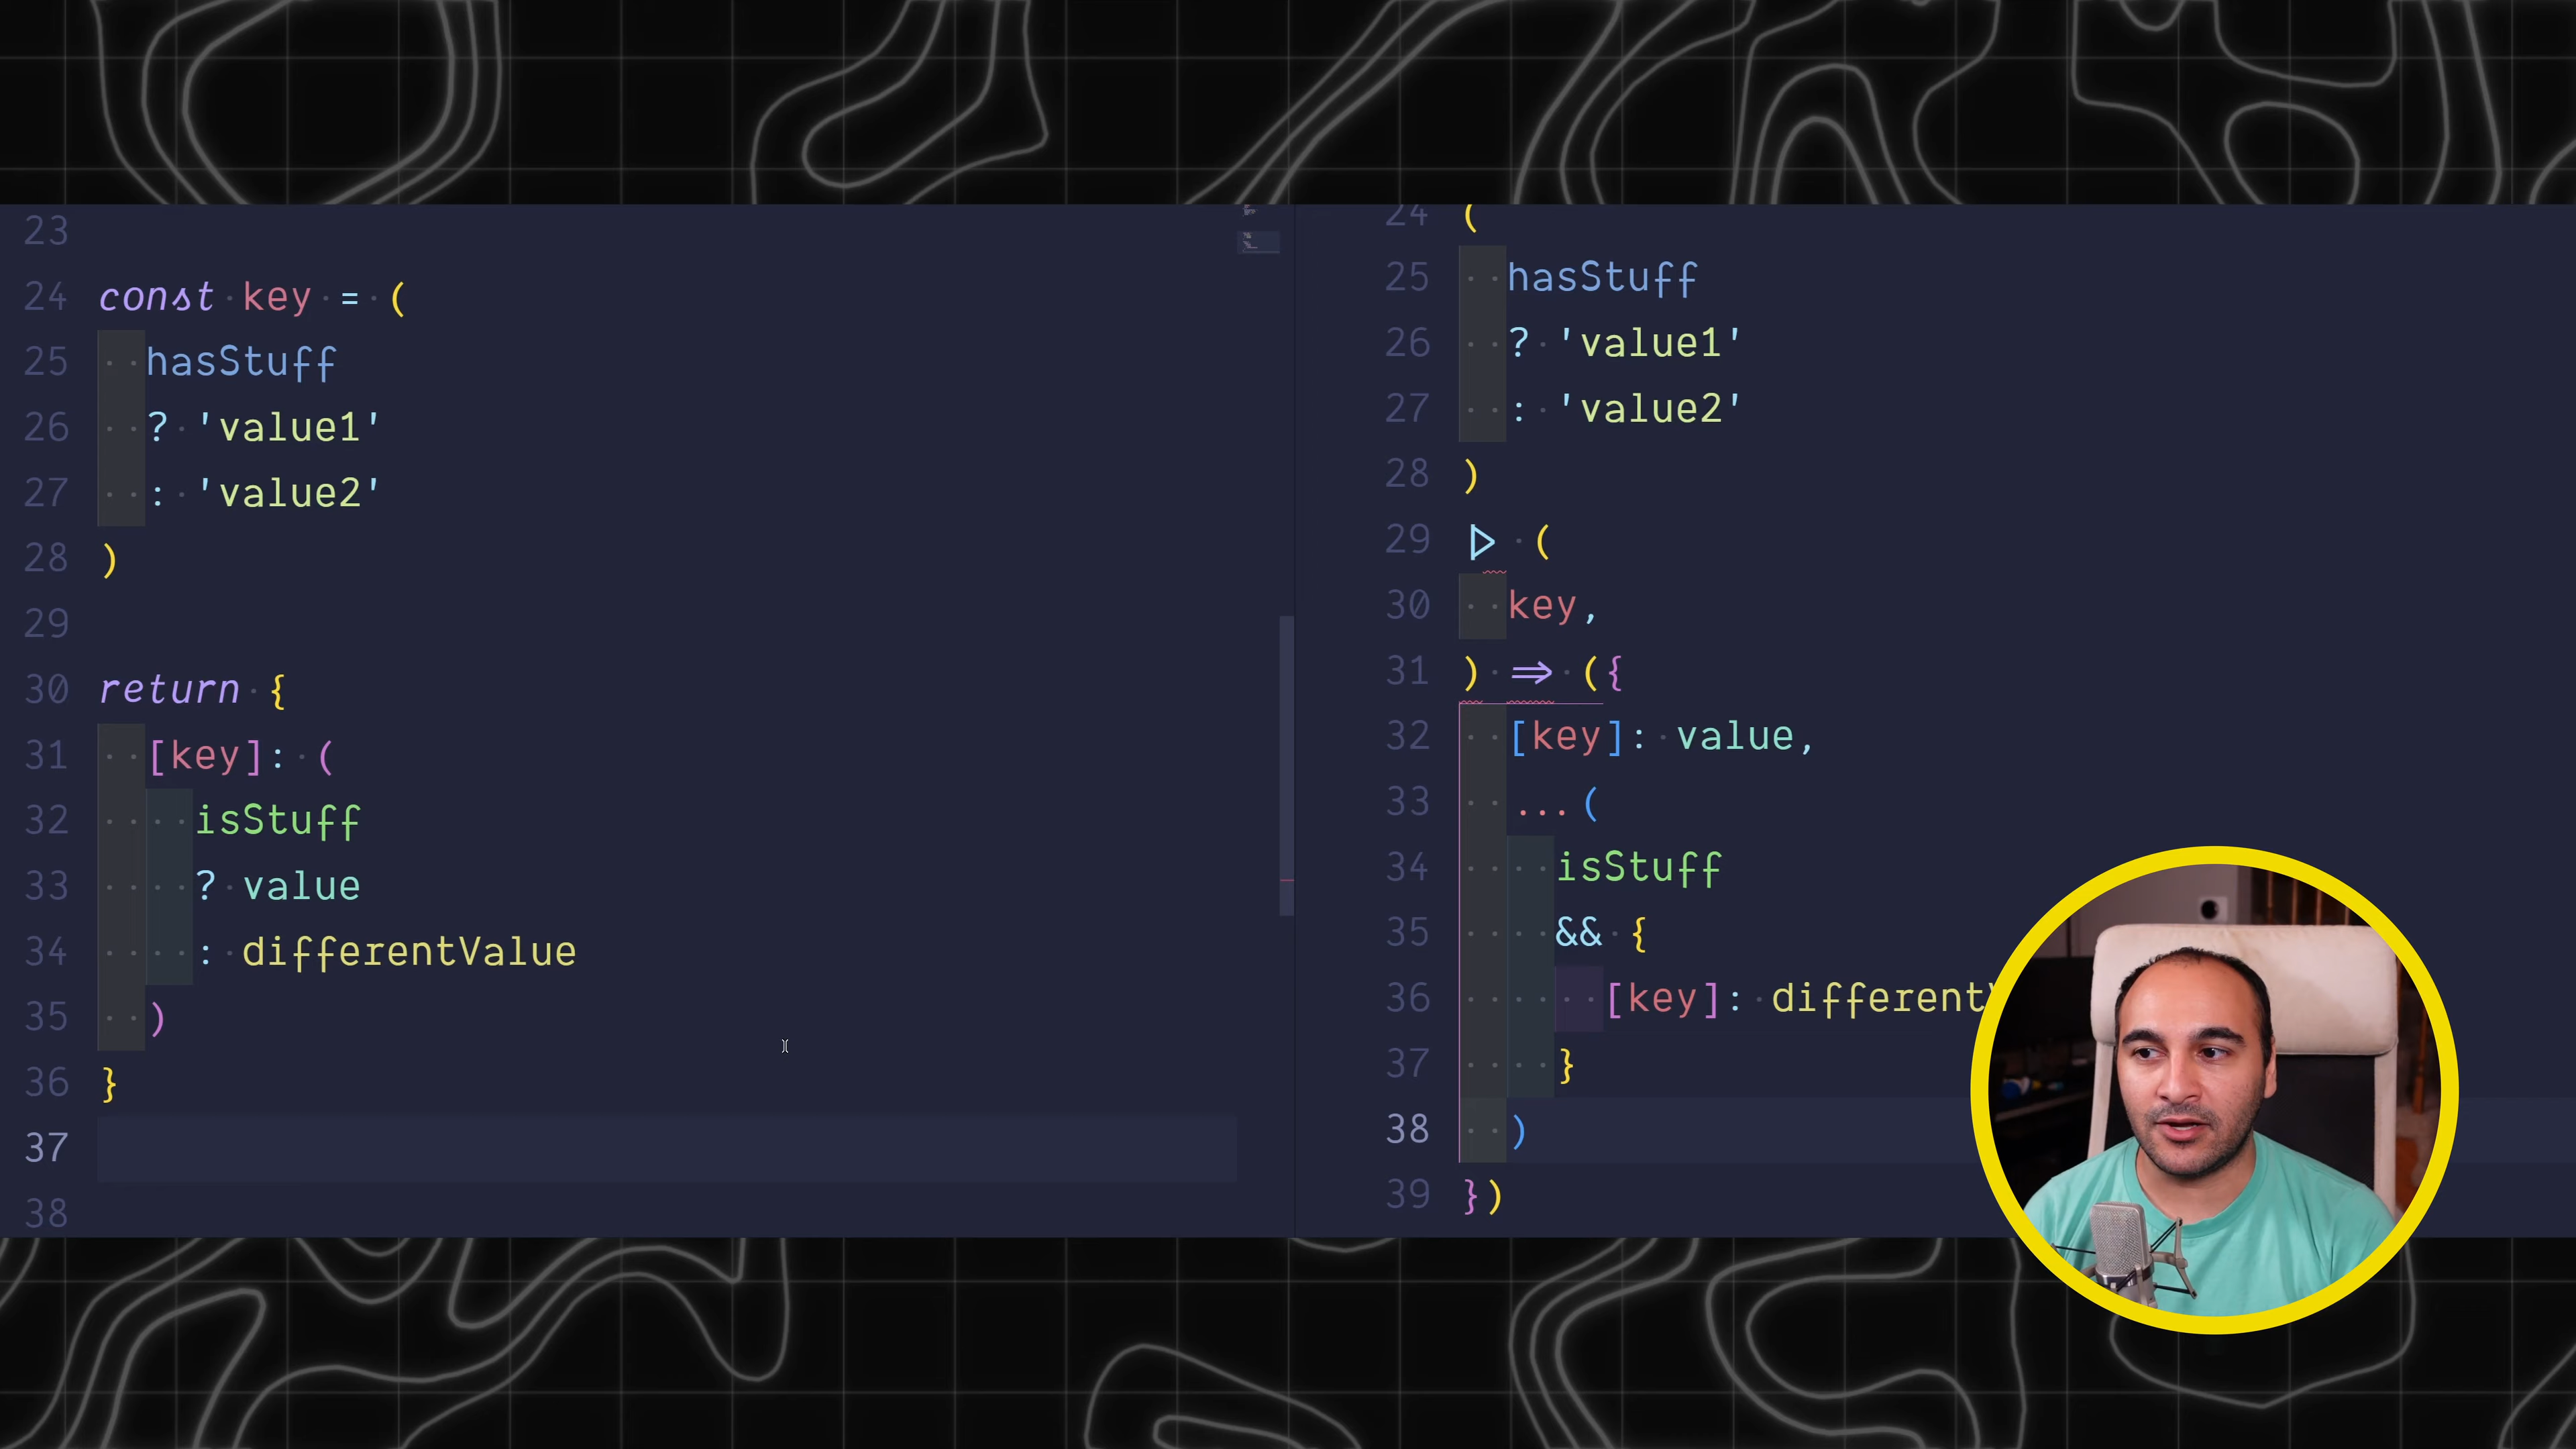 23
24 const key = (
25 hasStuff
26 ? 'value1'
27 : 'value2'
28 )
29
30 return {
31 [key]: (
32 isStuff
33 ? value
34 : differentValue
35 )
36 }
37
38
24 (
25 hasStuff
26 ? 'value1'
27 : 'value2'
28 )
29 |> (
30 key,
31 ) => ({
32 [key]: value,
33 ...(
34 isStuff
35 && {
36 [key]: different
37 }
38 )
39 })